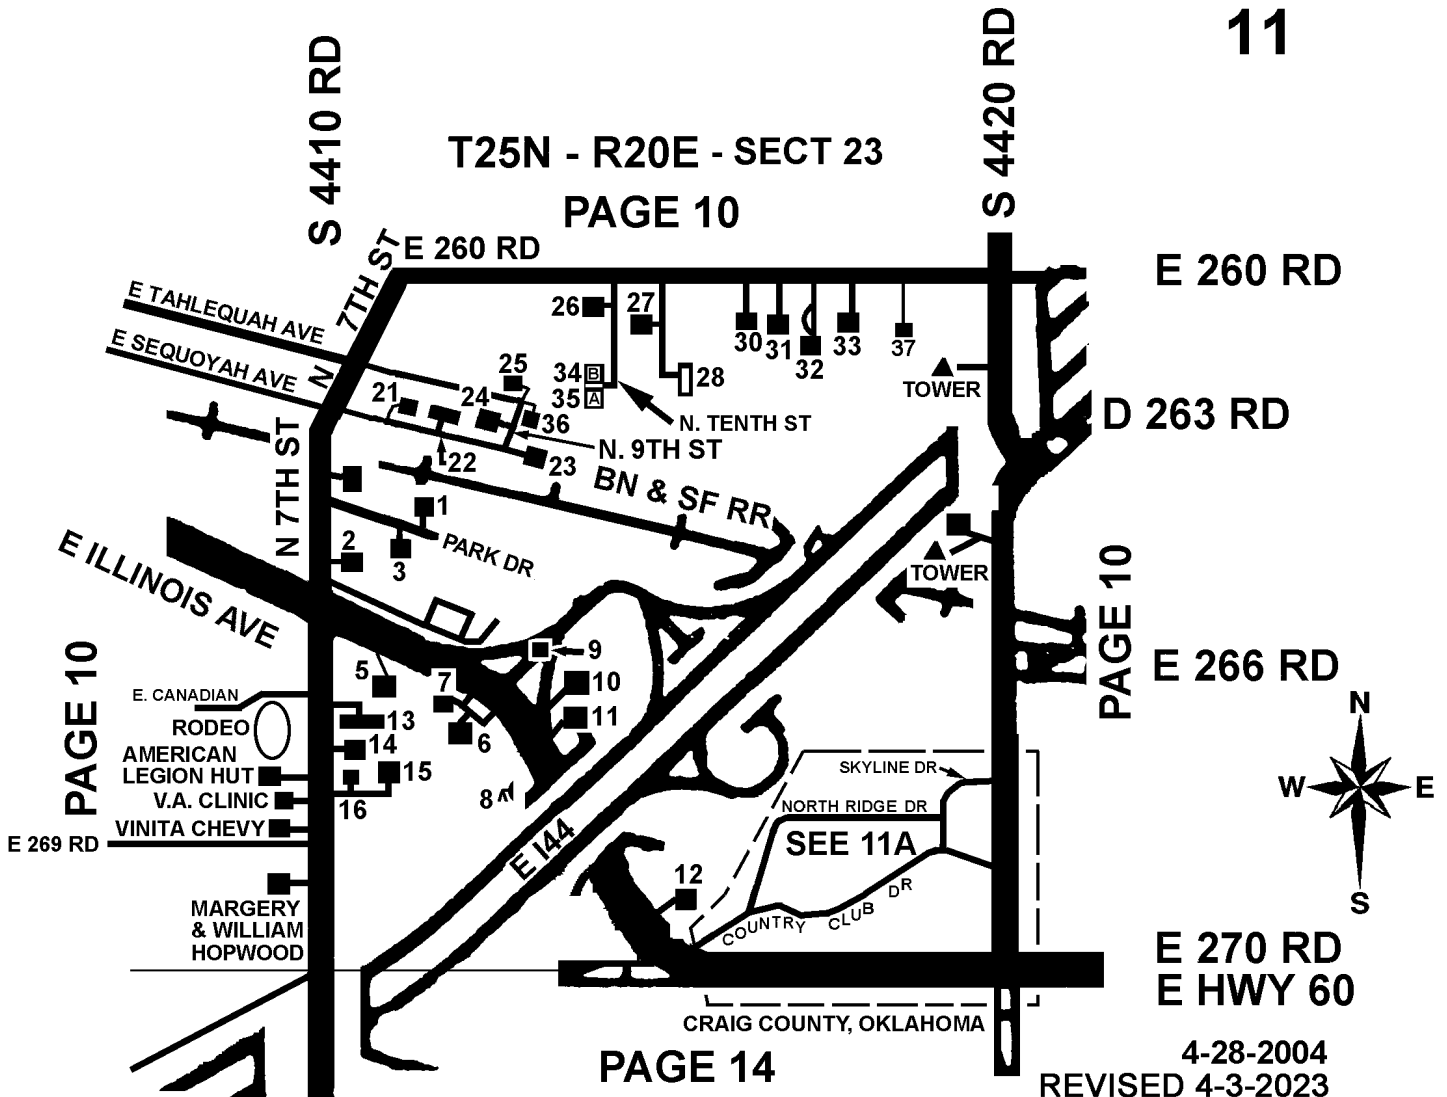 11
S 4410 RD
S 4420 RD
T25N - R20E - SECT 23
PAGE 10
E 260 RD
E 260 RD
N 7TH ST
E TAHLEQUAH AVE
E SEQUOYAH AVE
26
27
30
31
32
33
37
TOWER
25
34 B
35 A
28
21
24
36
N. TENTH ST
D 263 RD
N. 9TH ST
22
23
BN & SF RR
N 7TH ST
1
2
3
PARK DR
E ILLINOIS AVE
TOWER
PAGE 10
PAGE 10
E 266 RD
5
7
9
10
11
6
8
E. CANADIAN
RODEO
13
14
15
16
AMERICAN
LEGION HUT
V.A. CLINIC
VINITA CHEVY
E 269 RD
E I44
SKYLINE DR
NORTH RIDGE DR
SEE 11A
COUNTRY CLUB DR
12
N
W
E
S
MARGERY
& WILLIAM
HOPWOOD
E 270 RD
E HWY 60
CRAIG COUNTY, OKLAHOMA
PAGE 14
4-28-2004
REVISED 4-3-2023